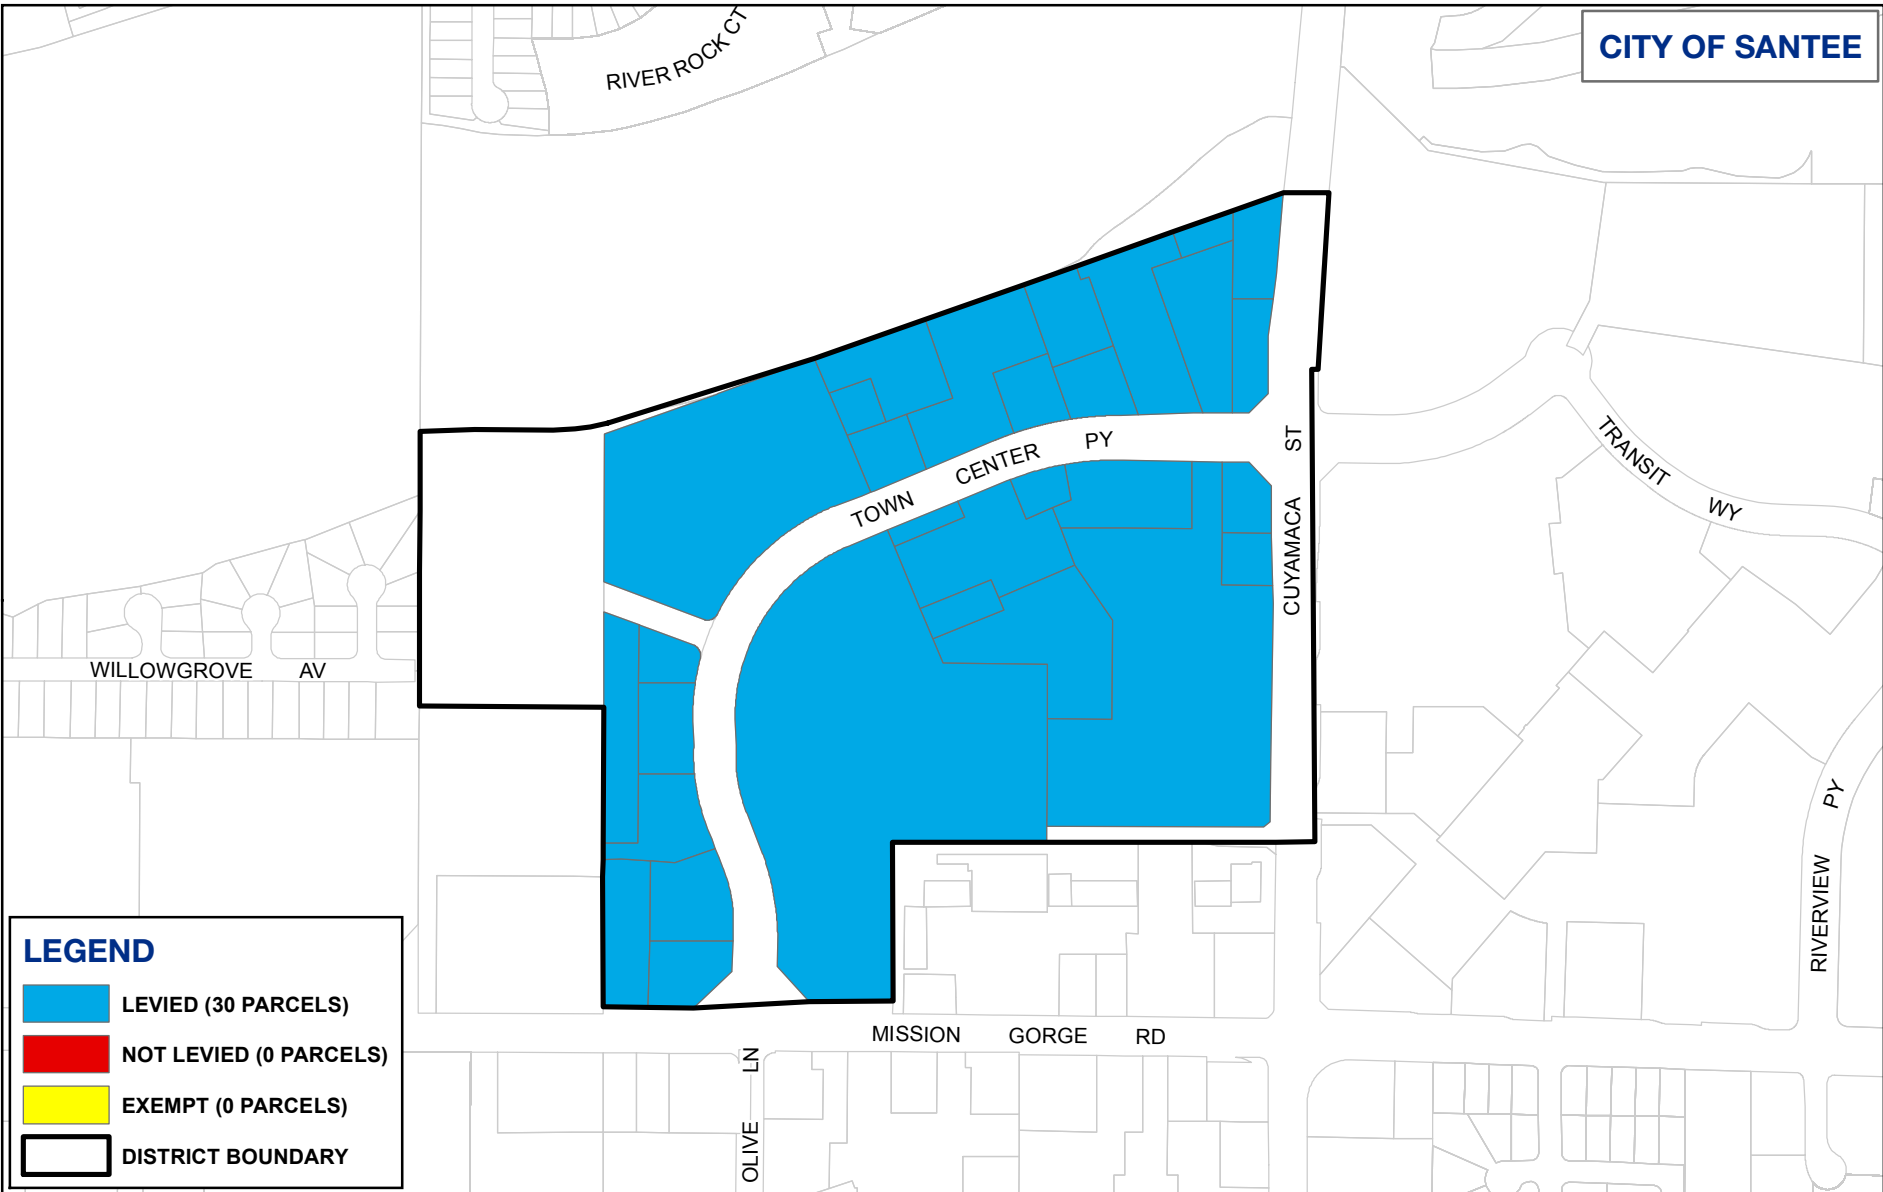 CITY OF SANTEE
RIVER ROCK CT
TOWN CENTER PY
CUYAMACA ST
TRANSIT WY
WILLOWGROVE AV
RIVERVIEW PY
MISSION GORGE RD
OLIVE LN
LEGEND
LEVIED (30 PARCELS)
NOT LEVIED (0 PARCELS)
EXEMPT (0 PARCELS)
DISTRICT BOUNDARY